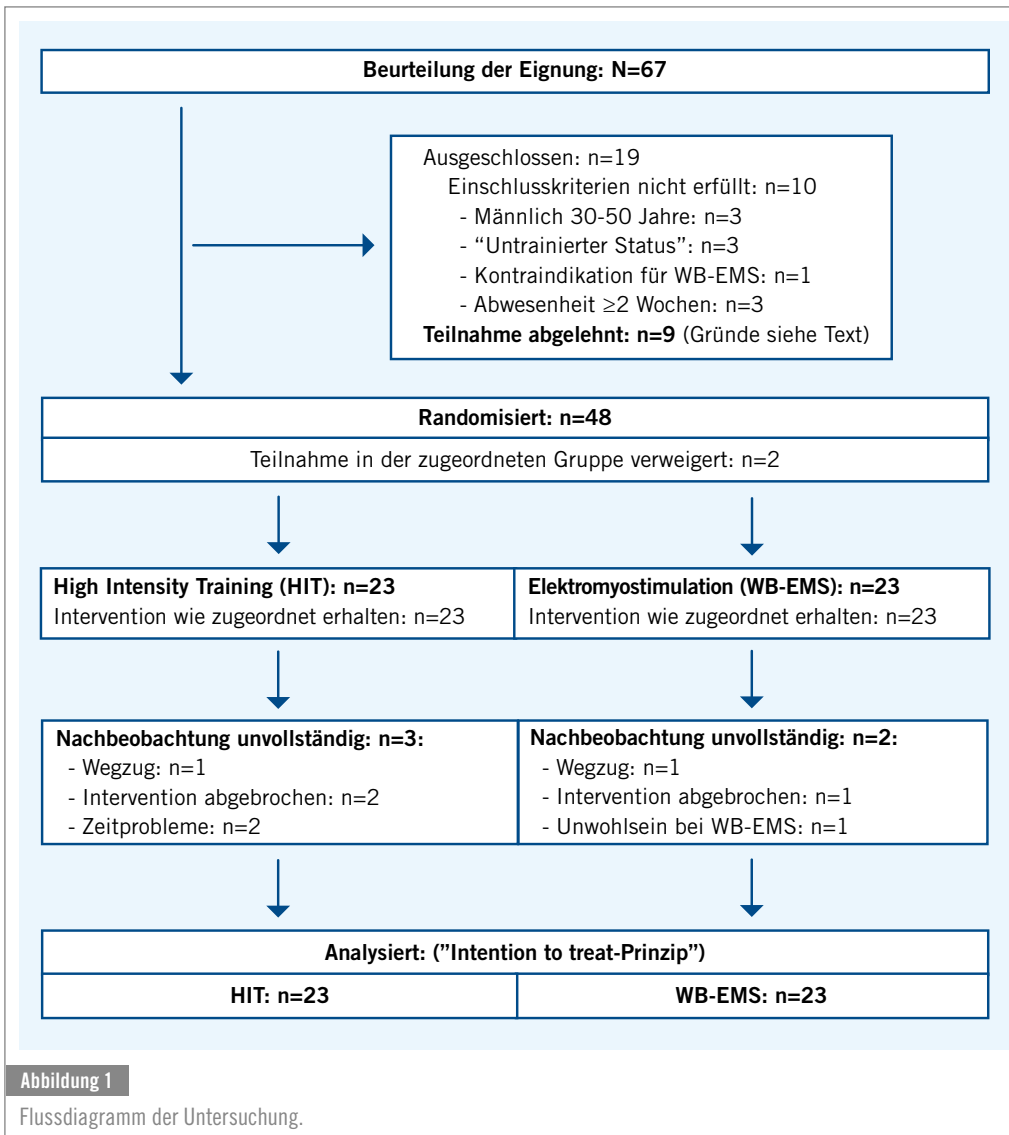 Beurteilung der Eignung: N=67
Ausgeschlossen: n=19
Einschlusskriterien nicht erfüllt: n=10
- Männlich 30-50 Jahre: n=3
- “Untrainierter Status”: n=3
- Kontraindikation für WB-EMS: n=1
- Abwesenheit ≥2 Wochen: n=3
Teilnahme abgelehnt: n=9 (Gründe siehe Text)
Randomisiert: n=48
Teilnahme in der zugeordneten Gruppe verweigert: n=2
High Intensity Training (HIT): n=23
Intervention wie zugeordnet erhalten: n=23
Elektromyostimulation (WB-EMS): n=23
Intervention wie zugeordnet erhalten: n=23
Nachbeobachtung unvollständig: n=3:
- Wegzug: n=1
- Intervention abgebrochen: n=2
- Zeitprobleme: n=2
Nachbeobachtung unvollständig: n=2:
- Wegzug: n=1
- Intervention abgebrochen: n=1
- Unwohlsein bei WB-EMS: n=1
Analysiert: (”Intention to treat-Prinzip”)
HIT: n=23
WB-EMS: n=23
Abbildung 1
Flussdiagramm der Untersuchung.